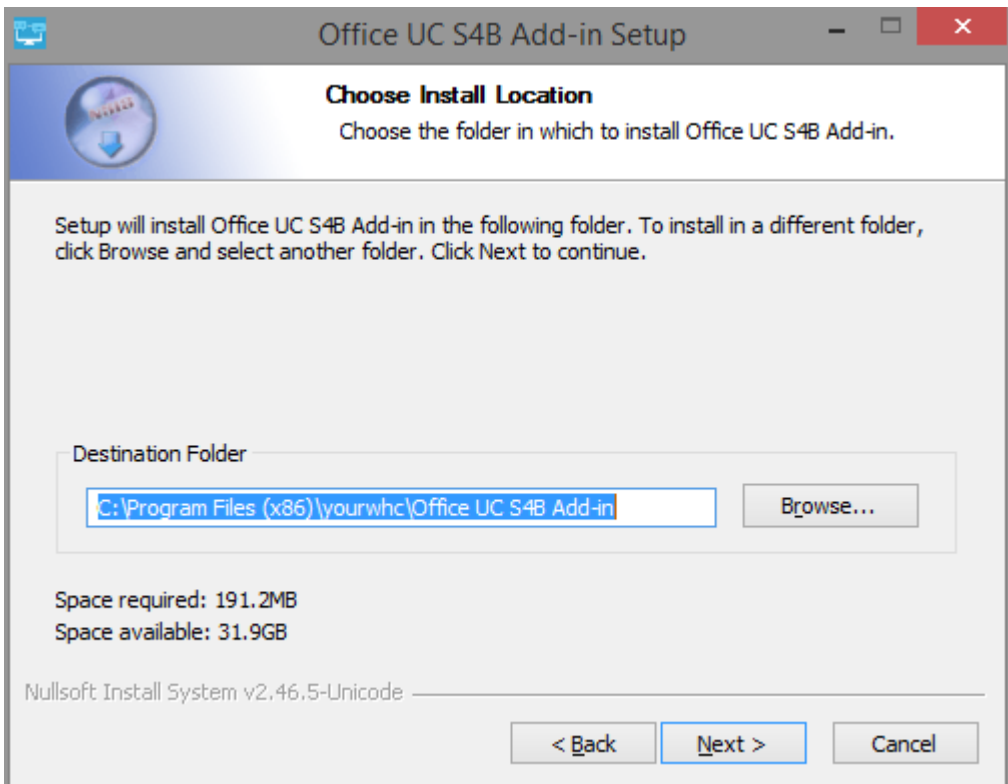 Office UC S4B Add-in Setup
Choose Install Location
Choose the folder in which to install Office UC S4B Add-in.
Setup will install Office UC S4B Add-in in the following folder. To install in a different folder,
click Browse and select another folder. Click Next to continue.
Destination Folder
C:\Program Files (x86)\yourwhc\Office UC S4B Add-in
Browse...
Space required: 191.2MB
Space available: 31.9GB
Nullsoft Install System v2.46.5-Unicode
< Back
Next >
Cancel